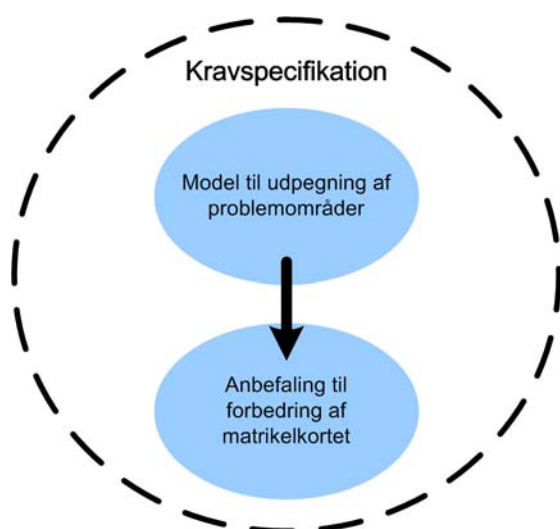 Kravspecifikation
Model til udpegning af
problemområder
Anbefaling til
forbedring af
matrikelkortet